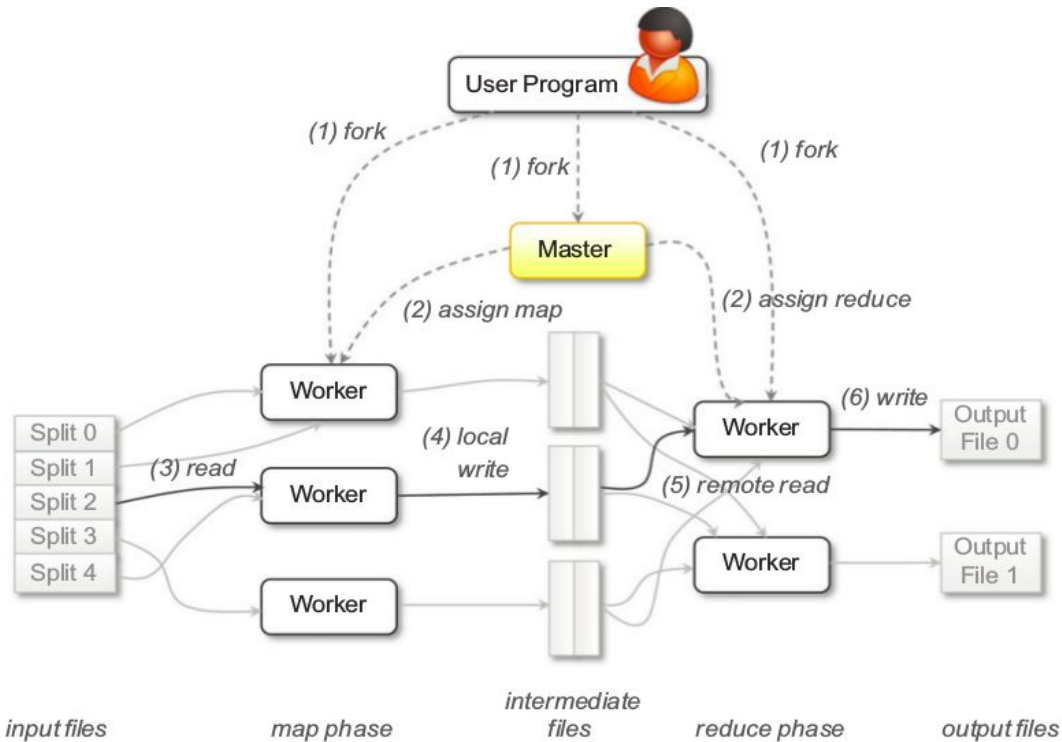 User Program
(1) fork
(1) fork
(1) fork
Master
(2) assign map
(2) assign reduce
Worker
Split 0
Split 1
Split 2
Split 3
Split 4
(3) read
Worker
(4) local
write
Worker
Worker
(5) remote read
Worker
(6) write
Output
File 0
Output
File 1
input files
map phase
intermediate
files
reduce phase
output files